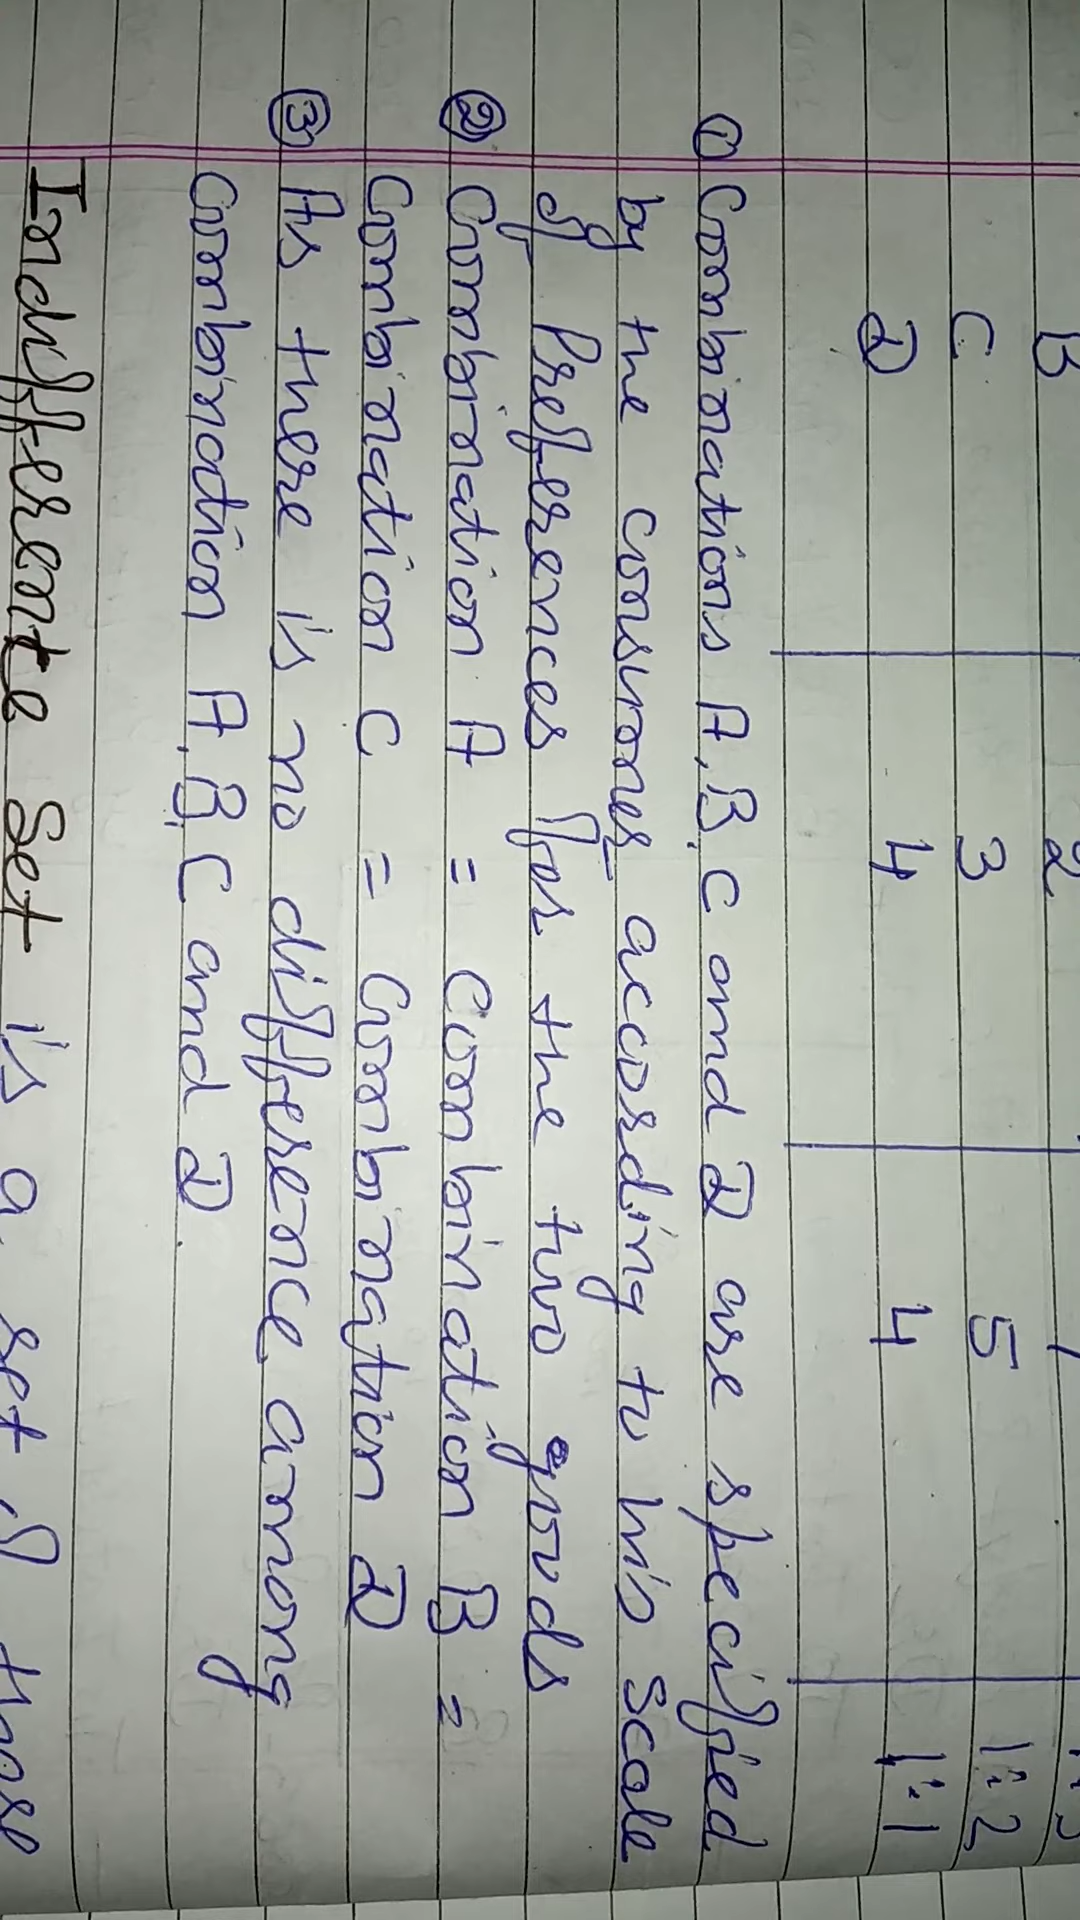 B 2 7
C 3 5 1:2
D 4 4 1:1
① Combinations A, B, C and D are specified
by the consumer according to his scale
of Preferences for the two goods
② Combination A = Combination B =
Combination C = Combination D
③ As there is no difference among
Combination A, B, C and D.
Indifferente Set is a set of those